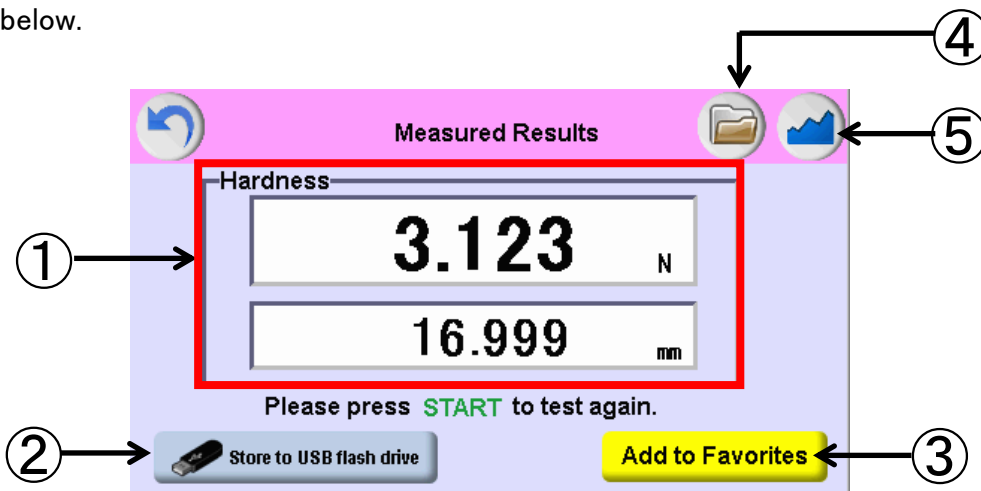 below.
④
Measured Results
⑤
Hardness
3.123 N
①
16.999 mm
Please press START to test again.
②
Store to USB flash drive
Add to Favorites
③